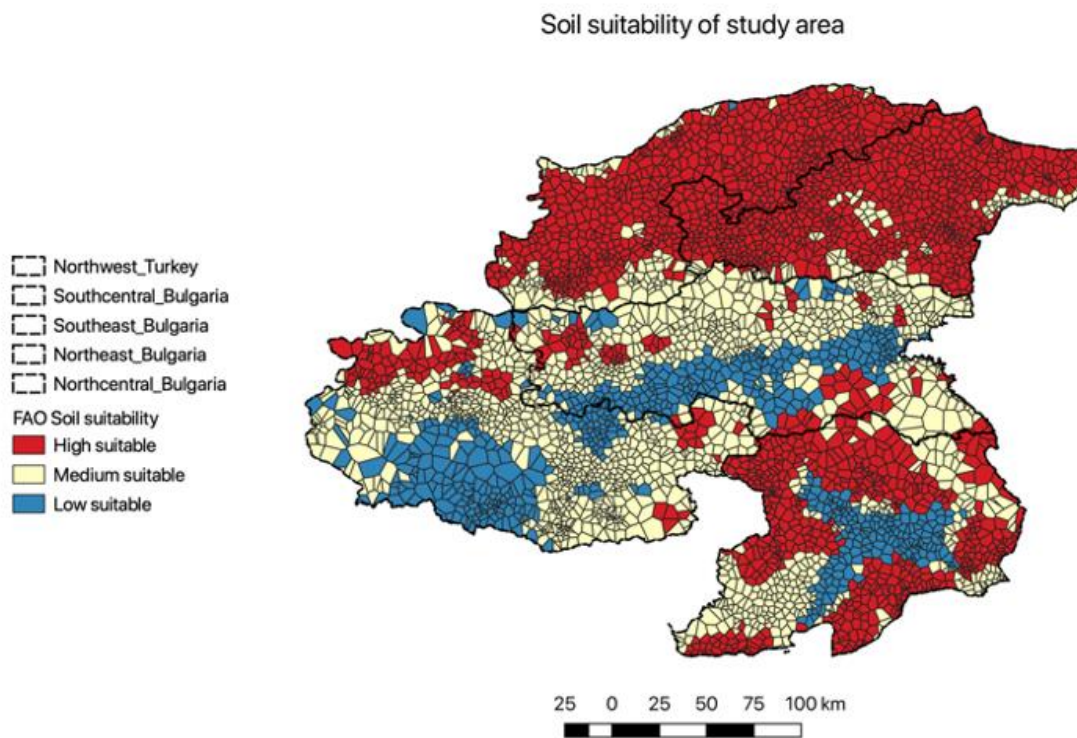 Soil suitability of study area
Northwest_Turkey
Southcentral_Bulgaria
Southeast_Bulgaria
Northeast_Bulgaria
Northcentral_Bulgaria
FAO Soil suitability
High suitable
Medium suitable
Low suitable
25 0 25 50 75 100 km